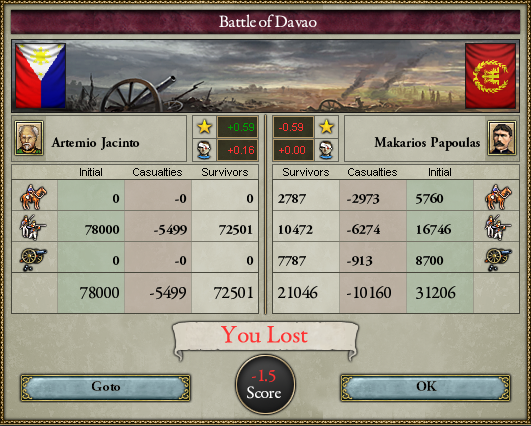 Battle of Davao
Artemio Jacinto
+0.59
-0.59
+0.16
+0.00
Makarios Papoulas
Initial Casualties Survivors Survivors Casualties Initial
0 -0 0 2787 -2973 5760
78000 -5499 72501 10472 -6274 16746
0 -0 0 7787 -913 8700
78000 -5499 72501 21046 -10160 31206
You Lost
-1.5
Score
Goto
OK